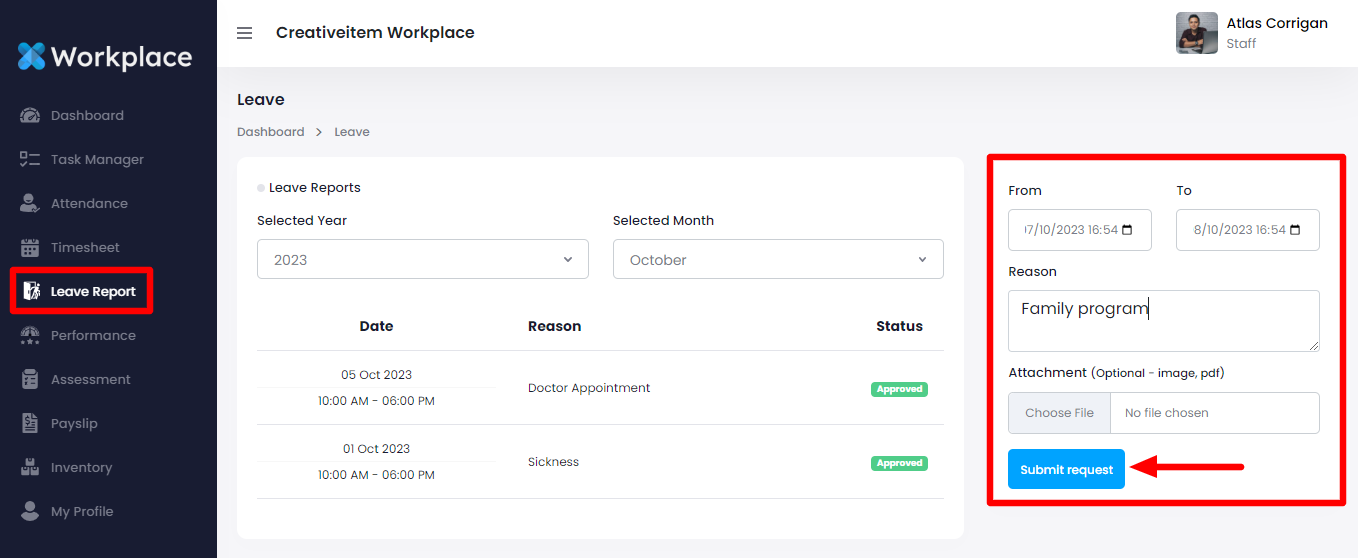 Workplace
Dashboard
Task Manager
Attendance
Timesheet
Leave Report
Performance
Assessment
Payslip
Inventory
My Profile
Creativeitem Workplace
Atlas Corrigan
Staff
Leave
Dashboard > Leave
Leave Reports
Selected Year Selected Month
2023 October
Date Reason Status
05 Oct 2023
10:00 AM - 06:00 PM
Doctor Appointment
Approved
01 Oct 2023
10:00 AM - 06:00 PM
Sickness
Approved
From To
07/10/2023 16:54 8/10/2023 16:54
Reason
Family program
Attachment (Optional - image, pdf)
Choose File No file chosen
Submit request